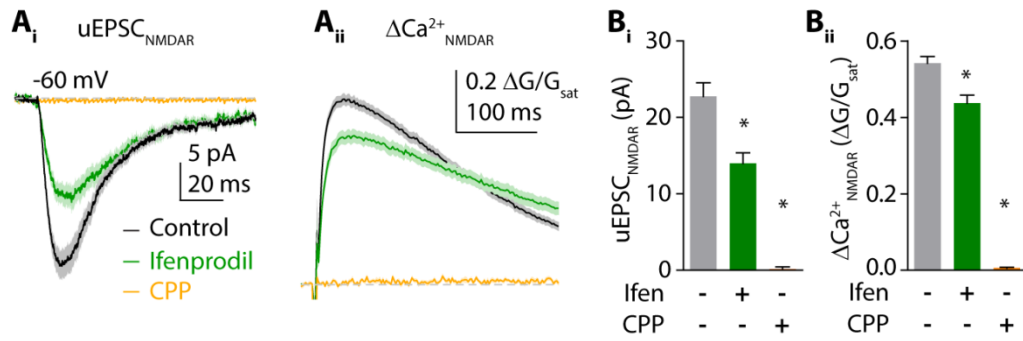 Ai uEPSCNMDAR
-60 mV
5 pA
20 ms
Control
Ifenprodil
CPP
Aii ΔCa2+NMDAR
0.2 ΔG/Gsat
100 ms
Bi
uEPSCNMDAR (pA)
30
20
10
0
*
*
Ifen - + -
CPP - - +
Bii
ΔCa2+NMDAR (ΔG/Gsat)
0.6
0.4
0.2
0.0
*
*
Ifen - + -
CPP - - +